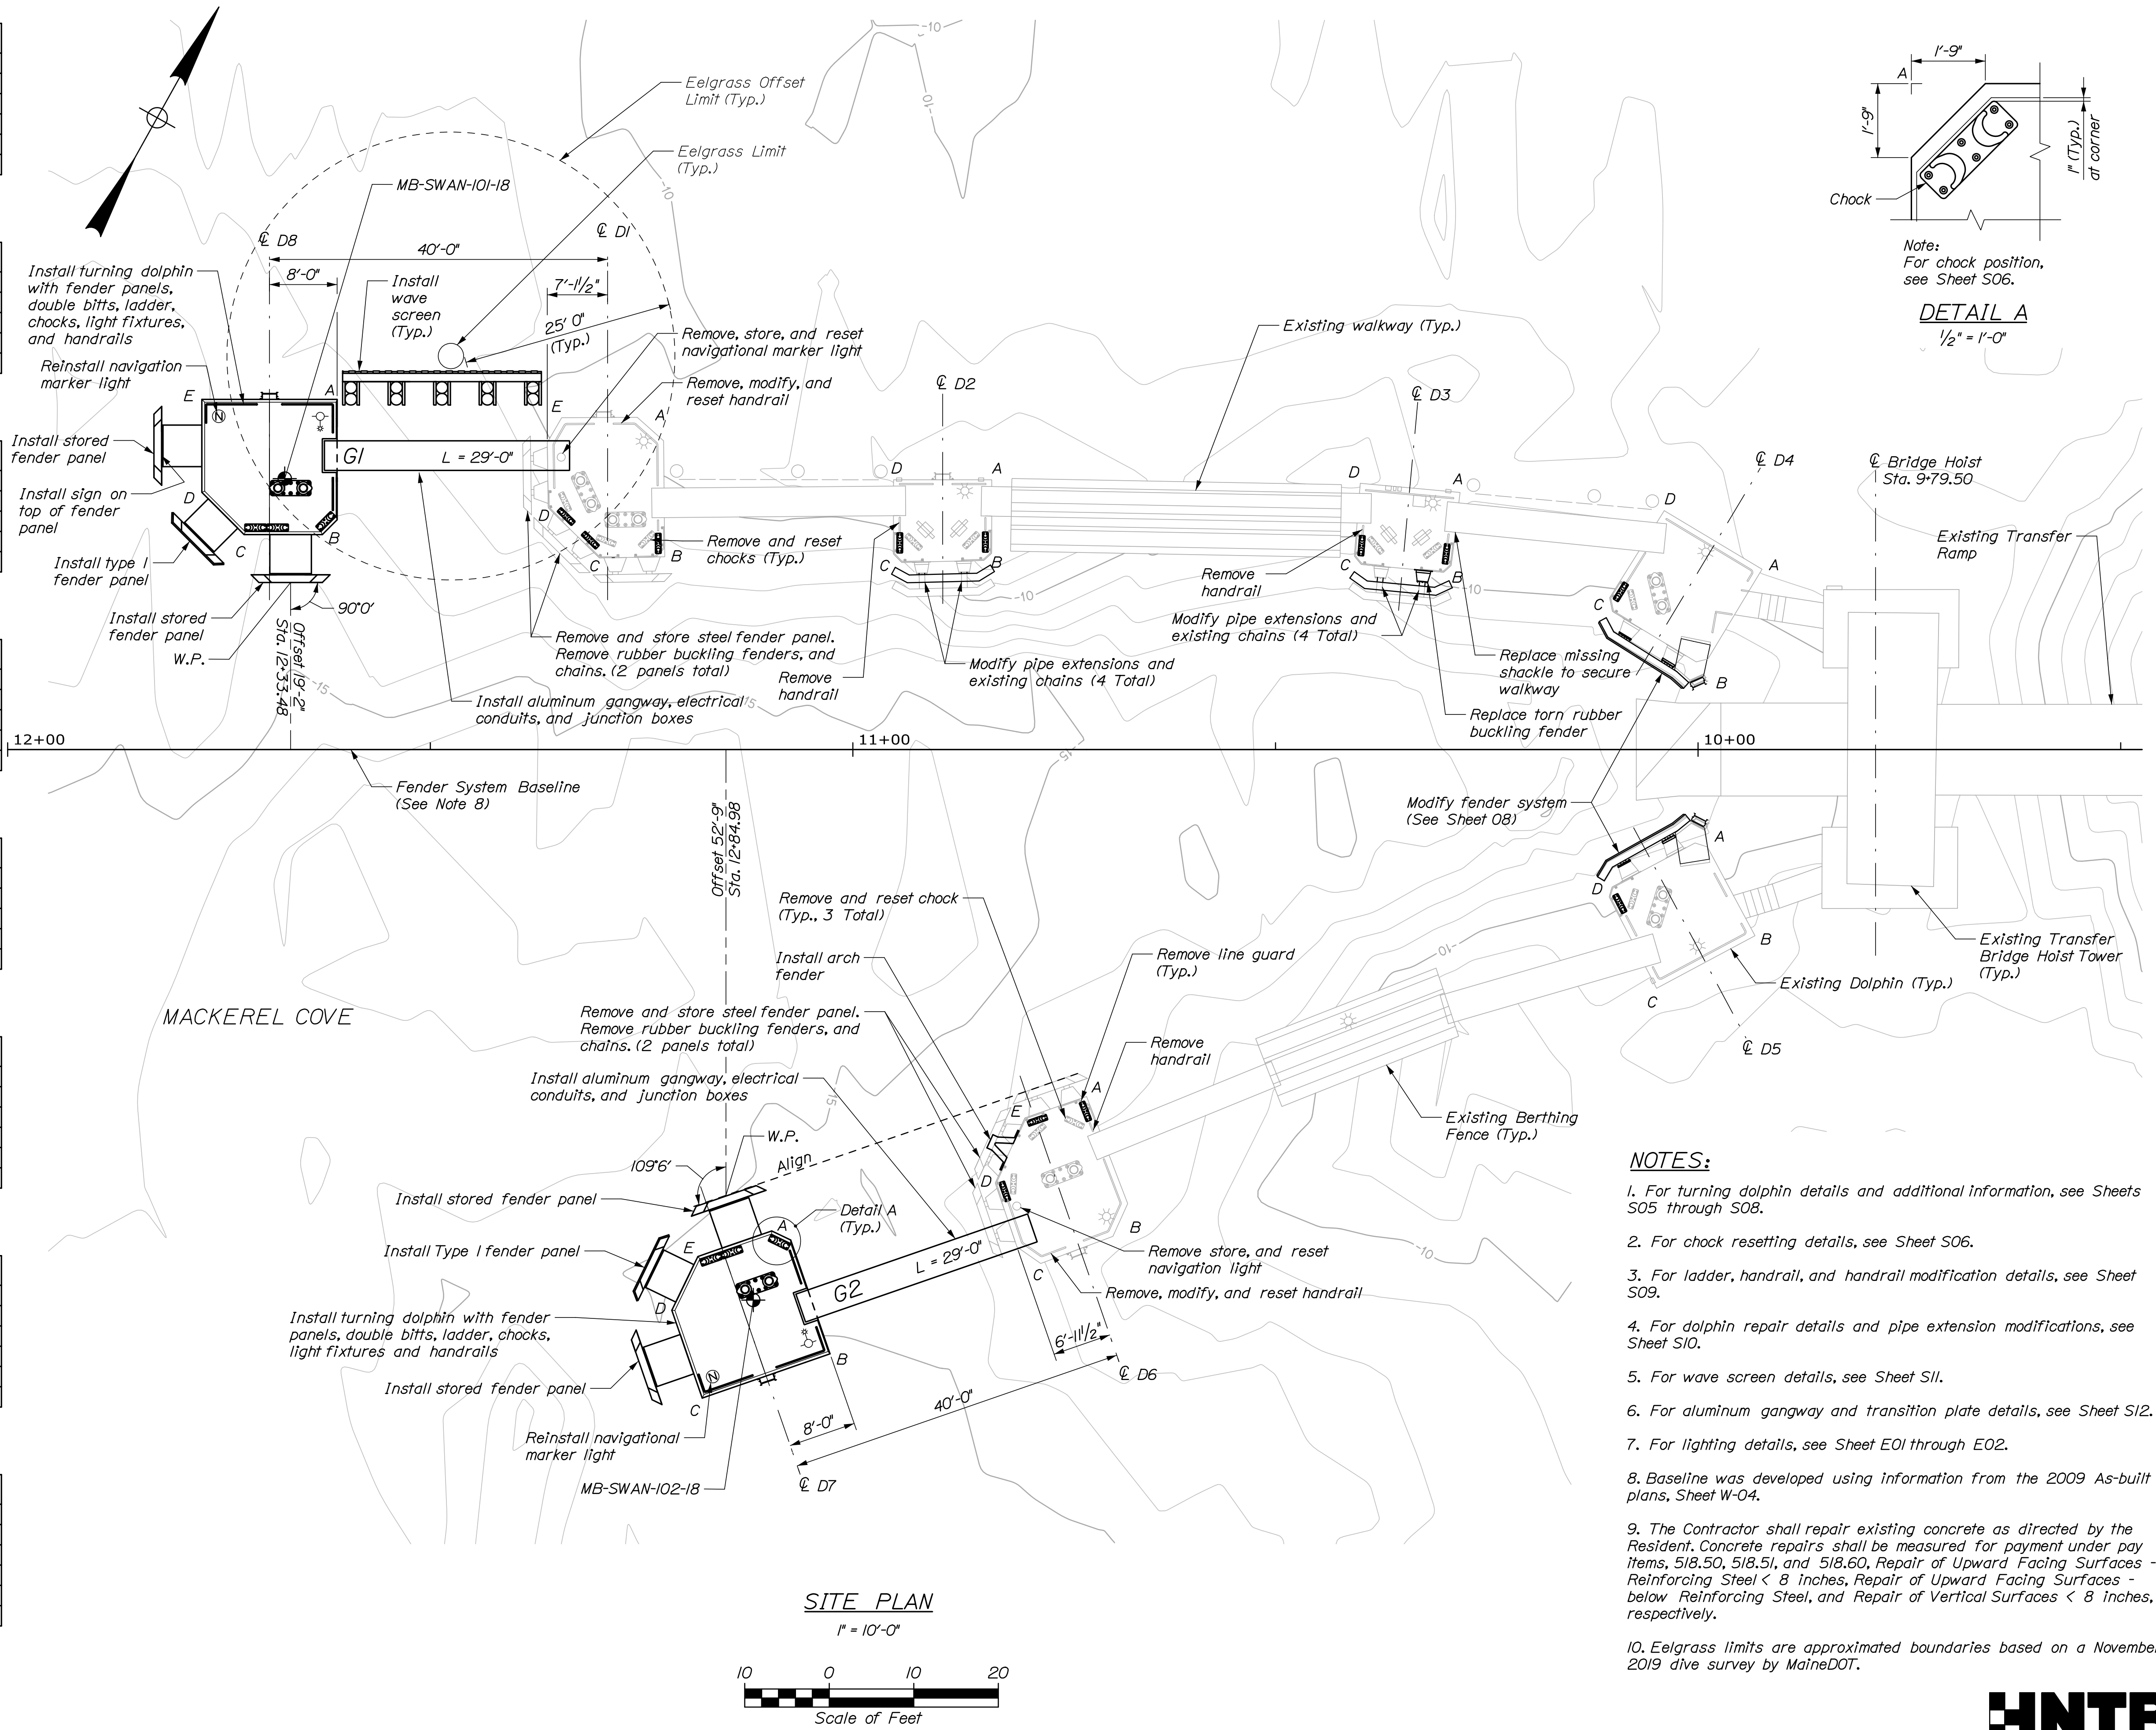 -10
Eelgrass Offset
Limit (Typ.)
-10
Eelgrass Limit
(Typ.)
-10
MB-SWAN-101-18
℄ D8
℄ D1
40'-0"
8'-0"
7'-1 1/2"
25' 0"
(Typ.)
Install turning dolphin
with fender panels,
double bitts, ladder,
chocks, light fixtures,
and handrails
Install
wave
screen
(Typ.)
Remove, store, and reset
navigational marker light
Existing walkway (Typ.)
Reinstall navigation
marker light
Remove, modify, and
reset handrail
℄ D2
℄ D3
E
A
E
A
N
Install stored
fender panel
G1
L = 29'-0"
D
A
D
A
D
℄ D4
℄ Bridge Hoist
Sta. 9+79.50
Install sign on
top of fender
panel
D
D
B
C
C
B
C
B
C
B
A
C
Existing Transfer
Ramp
Remove and reset
chocks (Typ.)
Remove
handrail
-10
-10
Install type 1
fender panel
90°0'
Install stored
fender panel
W.P.
Offset 19'-2"
Sta. 12+33.48
-15
Remove and store steel fender panel.
Remove rubber buckling fenders, and
chains. (2 panels total)
Remove
handrail
Modify pipe extensions and
existing chains (4 Total)
Modify pipe extensions and
existing chains (4 Total)
Replace missing
shackle to secure
walkway
B
Install aluminum gangway, electrical
conduits, and junction boxes
-15
Replace torn rubber
buckling fender
12+00
11+00
10+00
-15
Fender System Baseline
(See Note 8)
Offset 52'-9"
Sta. 12+84.98
Modify fender system
(See Sheet 08)
A
D
B
C
Remove and reset chock
(Typ., 3 Total)
Remove line guard
(Typ.)
-10
Existing Transfer
Bridge Hoist Tower
(Typ.)
Install arch
fender
Existing Dolphin (Typ.)
MACKEREL COVE
Remove and store steel fender panel.
Remove rubber buckling fenders, and
chains. (2 panels total)
Remove
handrail
℄ D5
Install aluminum gangway, electrical
conduits, and junction boxes
-15
A
E
D
B
C
Existing Berthing
Fence (Typ.)
W.P.
109°6'
Align
Install stored fender panel
Detail A
(Typ.)
A
E
D
B
C
N
Install Type 1 fender panel
G2
L = 29'-0"
Remove store, and reset
navigation light
-10
Remove, modify, and reset handrail
Install turning dolphin with fender
panels, double bitts, ladder, chocks,
light fixtures and handrails
6'-11 1/2"
℄ D6
Install stored fender panel
40'-0"
8'-0"
Reinstall navigational
marker light
℄ D7
MB-SWAN-102-18
SITE PLAN
1" = 10'-0"
10 0 10 20
Scale of Feet
1'-9"
A
1'-9"
1" (Typ.)
at corner
Chock
Note:
For chock position,
see Sheet S06.
DETAIL A
1/2" = 1'-0"
NOTES:
1. For turning dolphin details and additional information, see Sheets
S05 through S08.
2. For chock resetting details, see Sheet S06.
3. For ladder, handrail, and handrail modification details, see Sheet
S09.
4. For dolphin repair details and pipe extension modifications, see
Sheet S10.
5. For wave screen details, see Sheet S11.
6. For aluminum gangway and transition plate details, see Sheet S12.
7. For lighting details, see Sheet E01 through E02.
8. Baseline was developed using information from the 2009 As-built
plans, Sheet W-04.
9. The Contractor shall repair existing concrete as directed by the
Resident. Concrete repairs shall be measured for payment under pay
items, 518.50, 518.51, and 518.60, Repair of Upward Facing Surfaces -
Reinforcing Steel < 8 inches, Repair of Upward Facing Surfaces -
below Reinforcing Steel, and Repair of Vertical Surfaces < 8 inches,
respectively.
10. Eelgrass limits are approximated boundaries based on a November
2019 dive survey by MaineDOT.